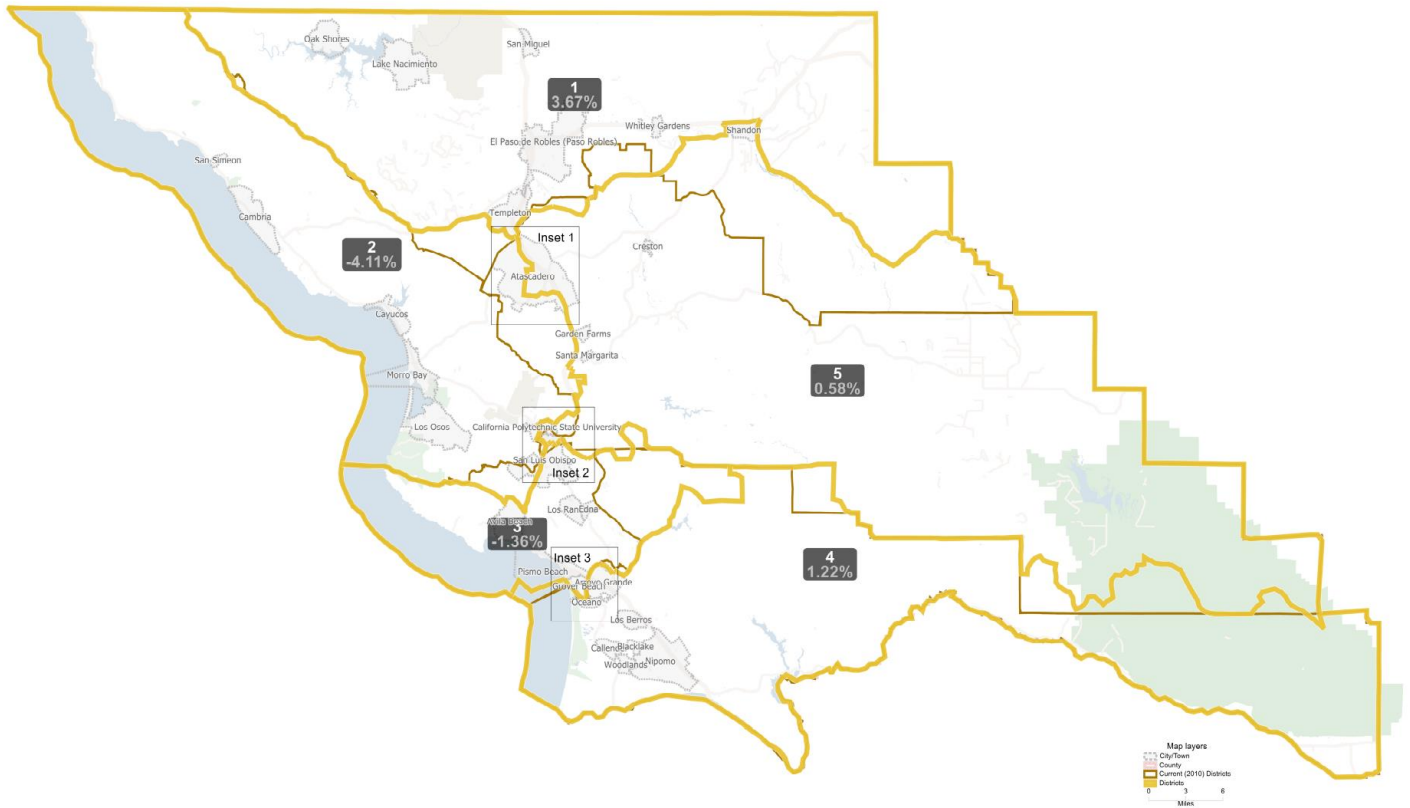 Oak Shores
San Miguel
Lake Nacimiento
1
3.67%
Whitley Gardens
Shandon
El Paso de Robles (Paso Robles)
San Simeon
Templeton
Cambria
Inset 1
2
-4.11%
Creston
Atascadero
Cayucos
Garden Farms
Santa Margarita
5
0.58%
Morro Bay
Los Osos
California Polytechnic State University
San Luis Obispo
Inset 2
Los Ran
Edna
Avila Beach
3
-1.36%
Inset 3
4
1.22%
Pismo Beach
Arroyo Grande
Grover Beach
Oceano
Los Berros
Callend
Blacklake
Woodlands
Nipomo
Map layers
City/Town
County
Current (2010) Districts
Districts
0 3 6
Miles